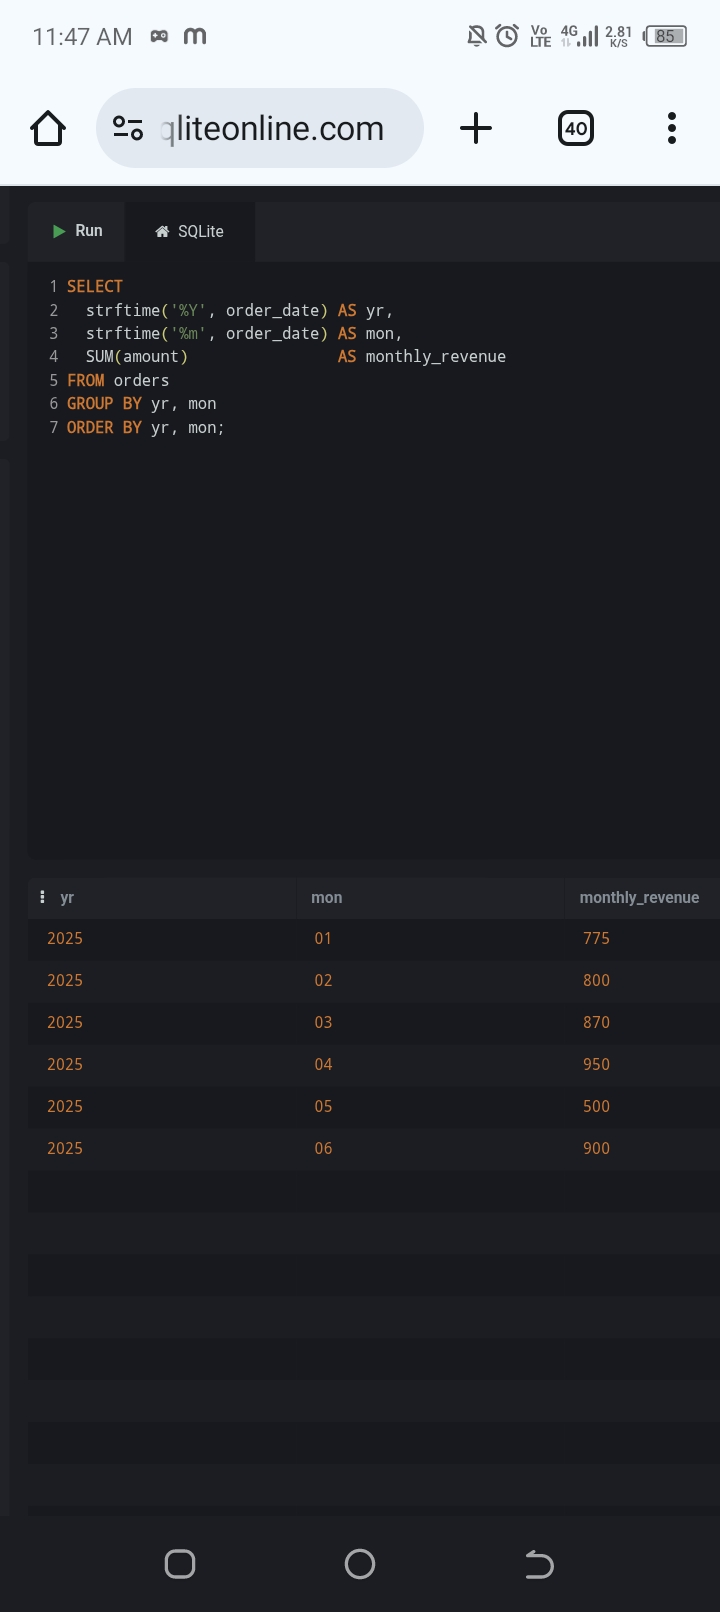 11:47 AM m Vo LTE 4G 2.81 K/S 85
qliteonline.com 40
Run SQLite
1 SELECT
2   strftime('%Y', order_date) AS yr,
3   strftime('%m', order_date) AS mon,
4   SUM(amount)                AS monthly_revenue
5 FROM orders
6 GROUP BY yr, mon
7 ORDER BY yr, mon;
yr mon monthly_revenue
2025 01 775
2025 02 800
2025 03 870
2025 04 950
2025 05 500
2025 06 900